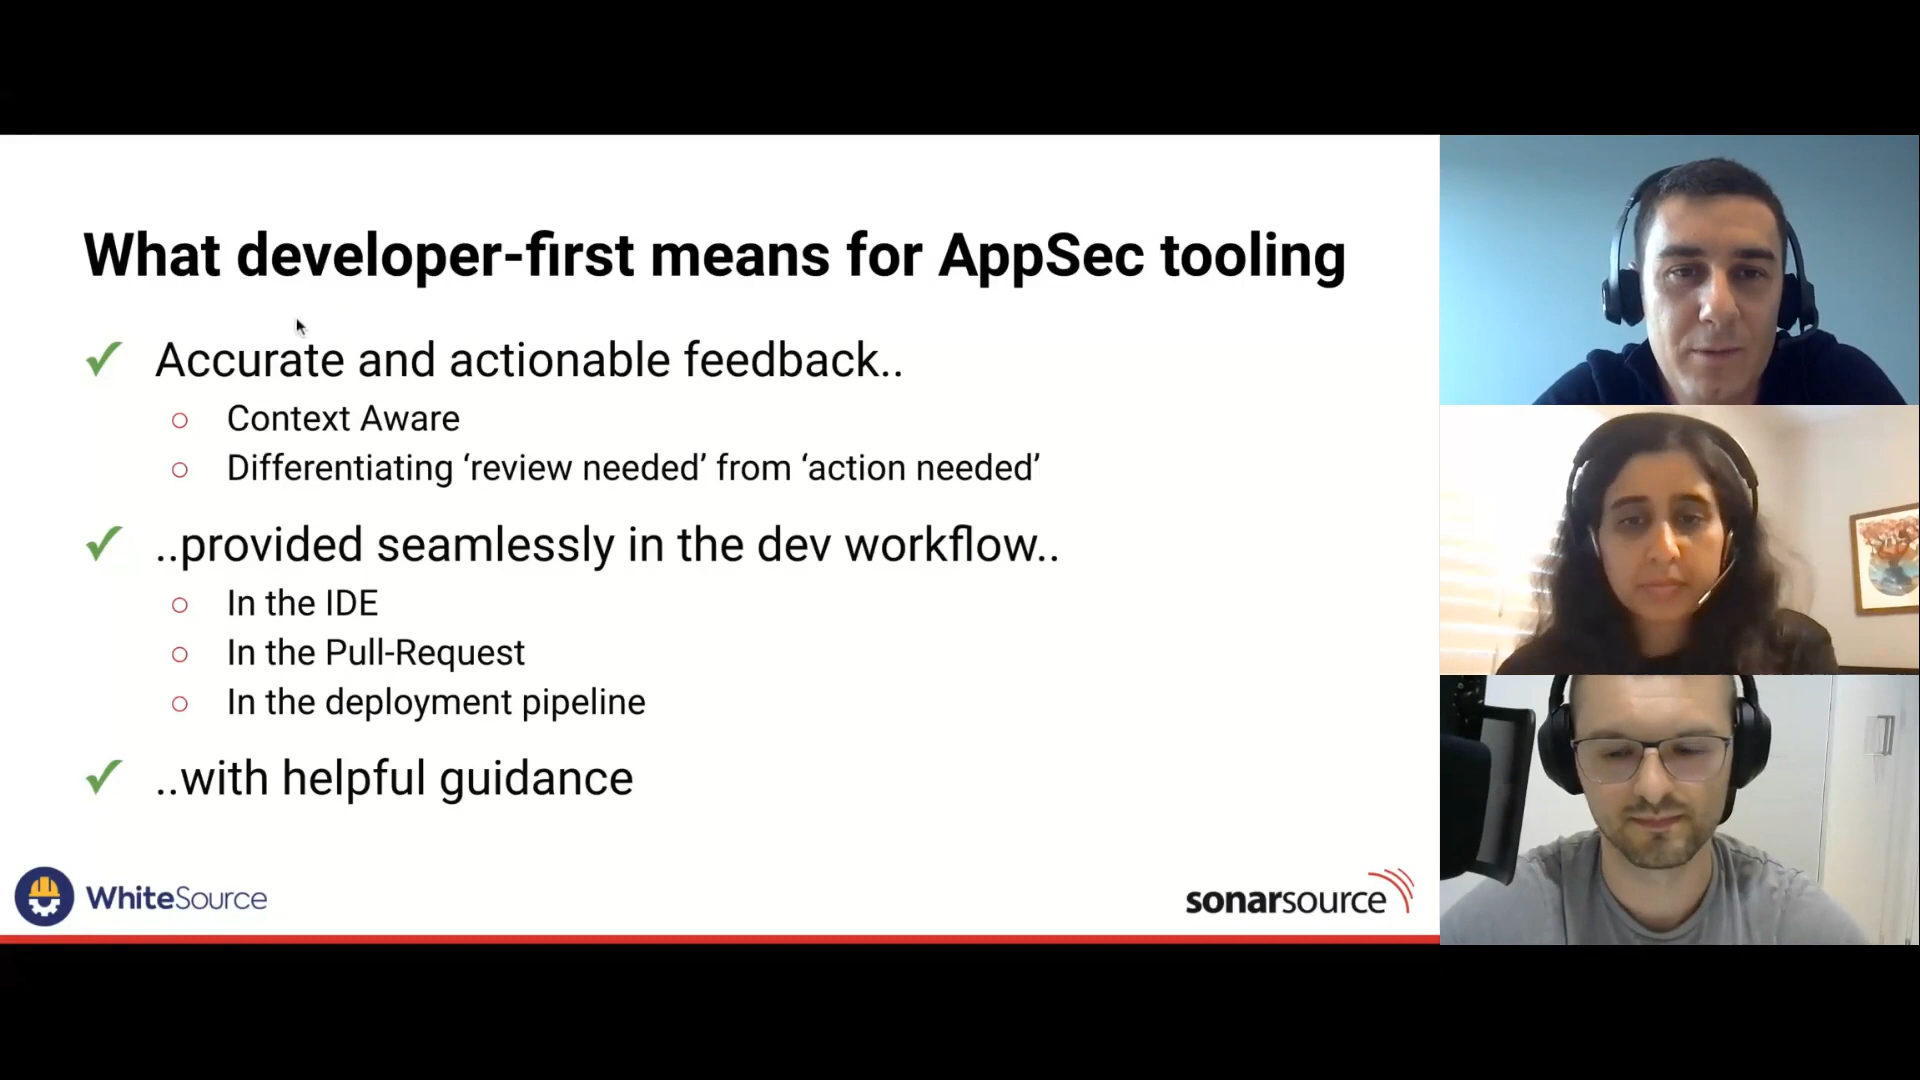 What developer-first means for AppSec tooling
Accurate and actionable feedback..
Context Aware
Differentiating ‘review needed’ from ‘action needed’
..provided seamlessly in the dev workflow..
In the IDE
In the Pull-Request
In the deployment pipeline
..with helpful guidance
WhiteSource
sonarsource